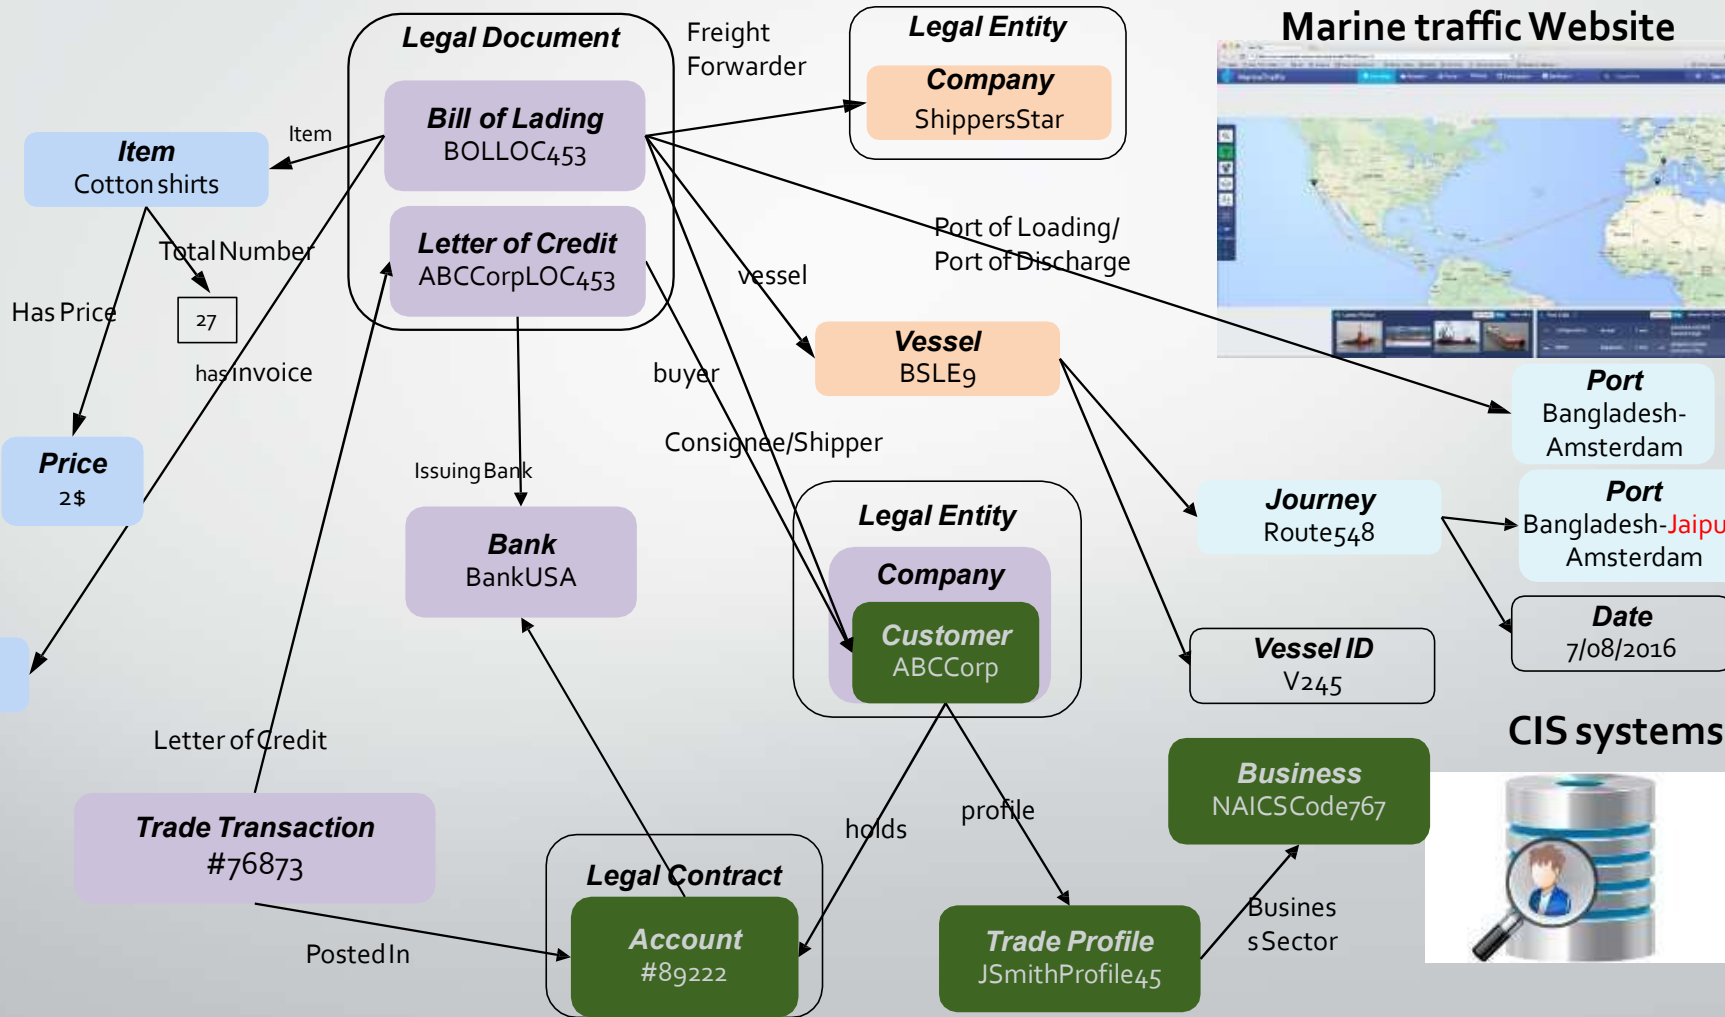 Legal Document
Freight
Forwarder
Legal Entity
Marine traffic Website
Company
ShippersStar
Bill of Lading
BOLLOC453
Item
Item
Cotton shirts
Letter of Credit
ABCCorpLOC453
Port of Loading/
Port of Discharge
Total Number
vessel
Has Price
27
Vessel
BSLE9
has invoice
buyer
Port
Bangladesh-
Amsterdam
Consignee/Shipper
Price
2$
Issuing Bank
Journey
Route548
Port
Bangladesh-Jaipu
Amsterdam
Legal Entity
Bank
BankUSA
Company
Customer
ABCCorp
Vessel ID
V245
Date
7/08/2016
Letter of Credit
CIS systems
Business
NAICSCode767
Trade Transaction
#76873
holds
profile
Legal Contract
Account
#89222
Posted In
Trade Profile
JSmithProfile45
Busines
s Sector